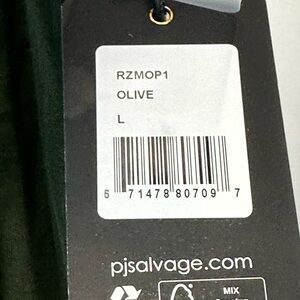 RZMOP1
OLIVE
L
6 71478 80709 7
pjsalvage.com
MIX